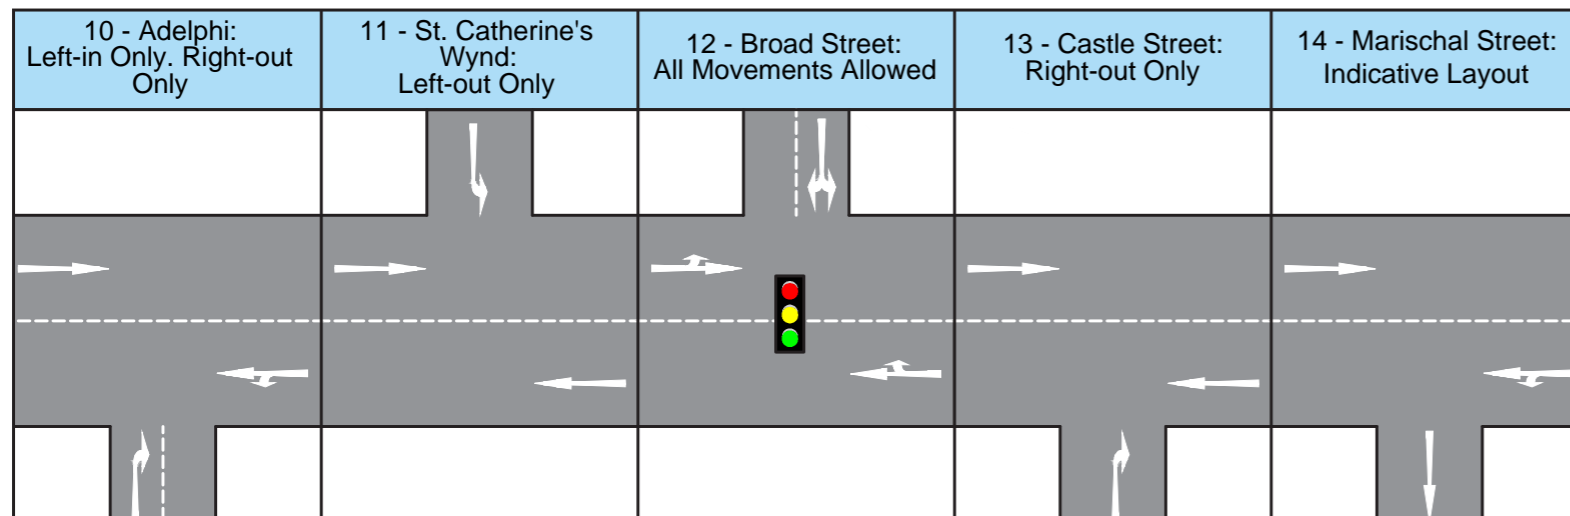 10 - Adelphi:
Left-in Only. Right-out
Only
11 - St. Catherine's
Wynd:
Left-out Only
12 - Broad Street:
All Movements Allowed
13 - Castle Street:
Right-out Only
14 - Marischal Street:
Indicative Layout